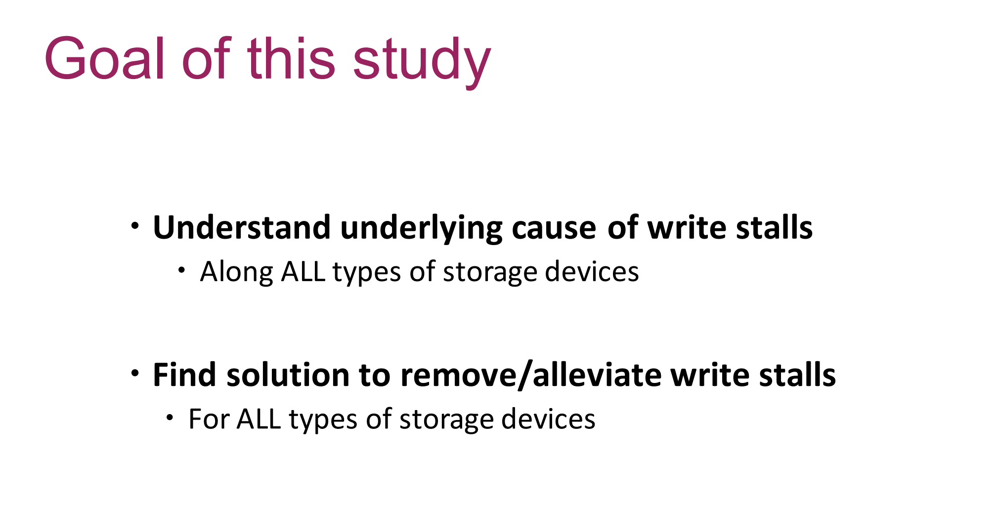 Goal of this study
• Understand underlying cause of write stalls
• Along ALL types of storage devices
• Find solution to remove/alleviate write stalls
• For ALL types of storage devices